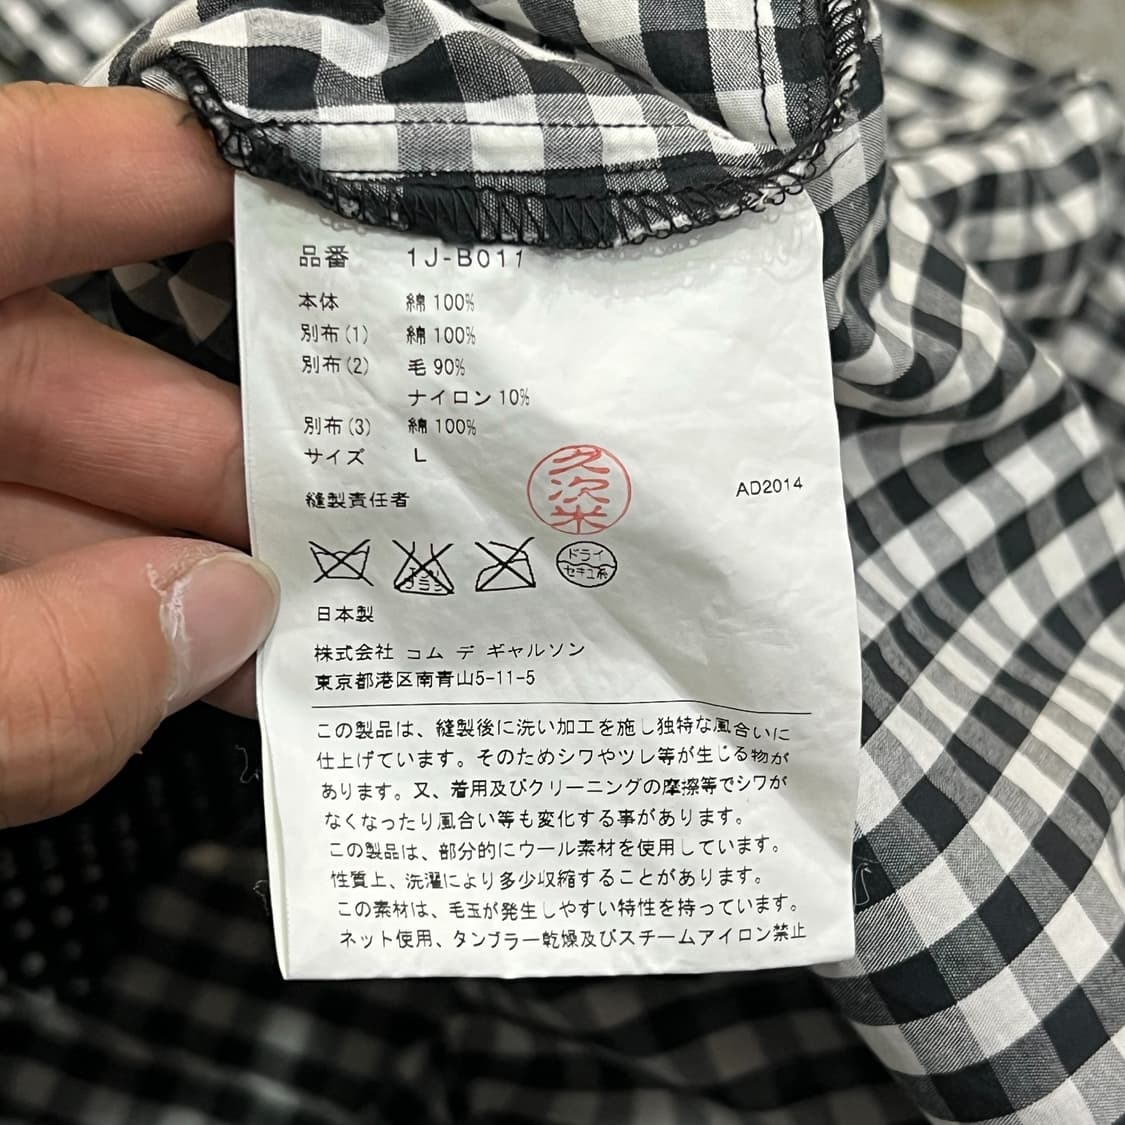 品番 1J-B011
本体 綿 100%
別布(1) 綿 100%
別布(2) 毛 90%
ナイロン 10%
別布(3) 綿 100%
サイズ L
縫製責任者 久次米 AD2014
ドライ
セキユ系
日本製
株式会社 コム デ ギャルソン
東京都港区南青山5-11-5
この製品は、縫製後に洗い加工を施し独特な風合いに
仕上げています。そのためシワやツレ等が生じる物が
あります。又、着用及びクリーニングの摩擦等でシワが
なくなったり風合い等も変化する事があります。
この製品は、部分的にウール素材を使用しています。
性質上、洗濯により多少収縮することがあります。
この素材は、毛玉が発生しやすい特性を持っています。
ネット使用、タンブラー乾燥及びスチームアイロン禁止